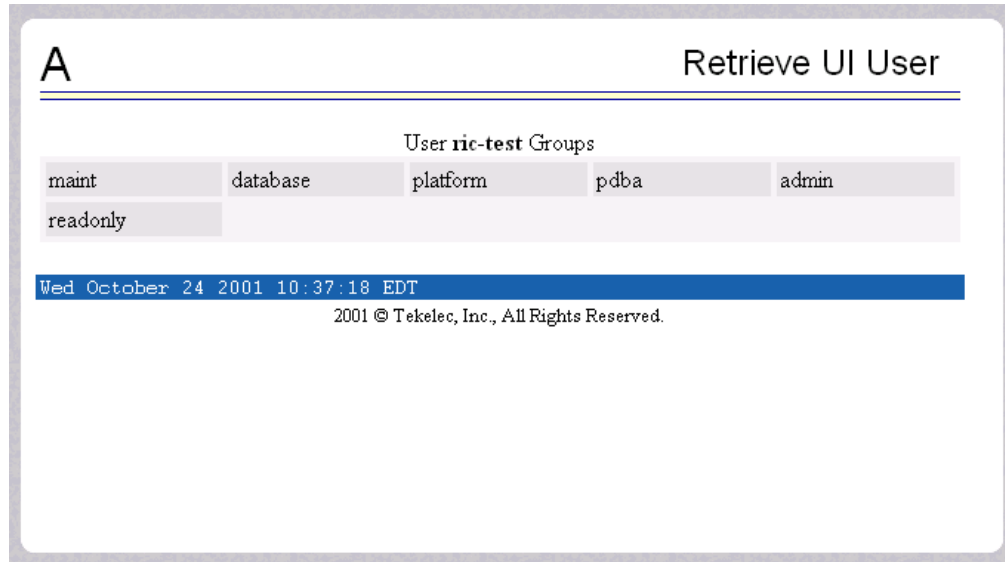 A Retrieve UI User
User ric-test Groups
maint database platform pdba admin
readonly
Wed October 24 2001 10:37:18 EDT
2001 © Tekelec, Inc., All Rights Reserved.